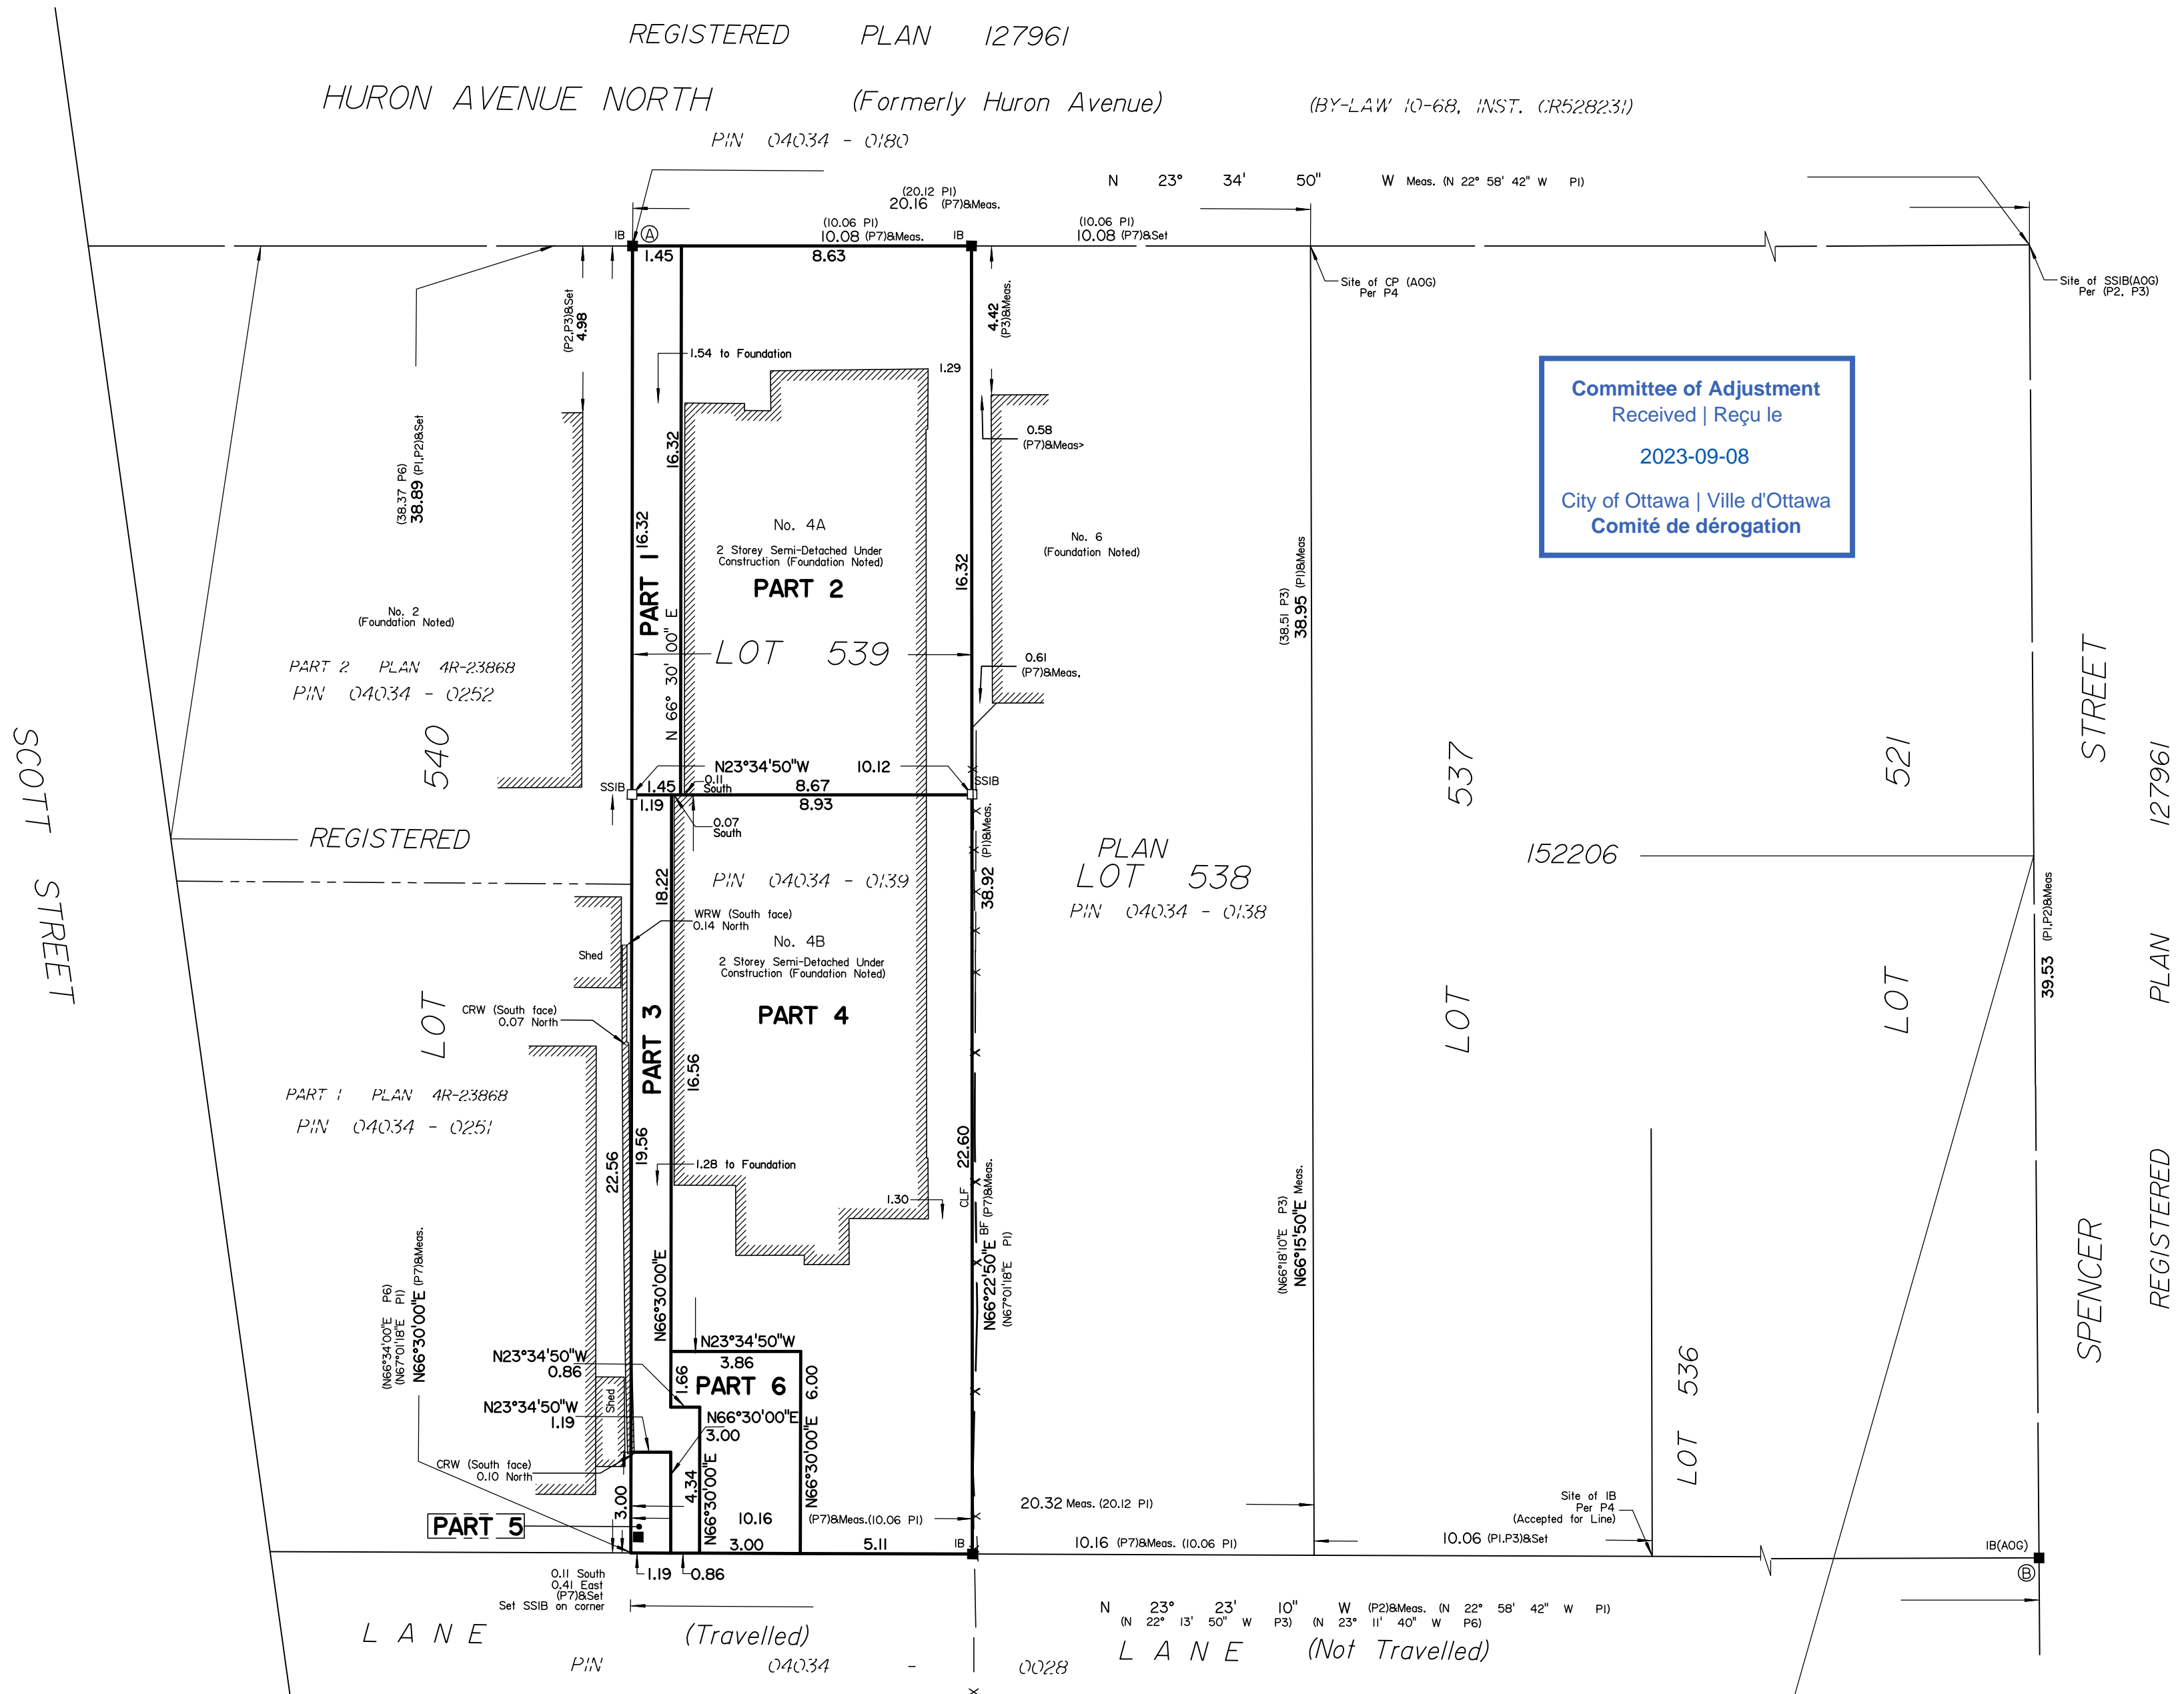 REGISTERED PLAN 127961
HURON AVENUE NORTH (Formerly Huron Avenue) (BY-LAW 10-68, INST. CR528231)
PIN 04034 - 0180
N 23° 34' 50" W Meas. (N 22° 58' 42" W P1)
(20.12 P1)
20.16 (P7)&Meas.
(10.06 P1)
10.08 (P7)&Meas.
(10.06 P1)
10.08 (P7)&Set
IB
A
IB
1.45
8.63
Site of CP (AOG)
Per P4
Site of SSIB(AOG)
Per (P2, P3)
(P2,P3)&Set
4.98
4.42
(P3)&Meas.
1.54 to Foundation
1.29
(38.37 P6)
38.89 (P1,P2)&Set
16.32
16.32
0.58
(P7)&Meas>
Committee of Adjustment
Received | Reçu le
2023-09-08
City of Ottawa | Ville d'Ottawa
Comité de dérogation
No. 4A
2 Storey Semi-Detached Under
Construction (Foundation Noted)
PART 2
PART 1
N 66° 30' 00" E
16.32
No. 6
(Foundation Noted)
(38.51 P3)
38.95 (P1)&Meas
No. 2
(Foundation Noted)
PART 2 PLAN 4R-23868
PIN 04034 - 0252
LOT 539
0.61
(P7)&Meas.
SCOTT STREET
LOT 540
N23°34'50"W
10.12
SSIB
1.45
0.11
South
8.67
SSIB
1.19
8.93
0.07
South
REGISTERED
PLAN
152206
LOT 538
PIN 04034 - 0138
LOT 537
LOT 521
SPENCER STREET
REGISTERED PLAN 127961
39.53 (P1,P2)&Meas
18.22
PIN 04034 - 0139
38.92 (P1)&Meas.
WRW (South face)
0.14 North
No. 4B
2 Storey Semi-Detached Under
Construction (Foundation Noted)
Shed
CRW (South face)
0.07 North
PART 3
PART 4
16.56
PART 1 PLAN 4R-23868
PIN 04034 - 0251
22.56
19.56
22.60
1.28 to Foundation
1.30
CLF
BF
N66°22'50"E (P7)&Meas.
(N67°01'18"E P1)
(N66°18'10"E P3)
N66°15'50"E Meas.
(N66°34'00"E P6)
(N67°01'18"E P1)
N66°30'00"E (P7)&Meas.
N66°30'00"E
N23°34'50"W
3.86
N23°34'50"W
0.86
1.66
PART 6
6.00
N23°34'50"W
1.19
Shed
N66°30'00"E
3.00
N66°30'00"E
LOT 536
CRW (South face)
0.10 North
3.00
4.34
N66°30'00"E
20.32 Meas. (20.12 P1)
Site of IB
Per P4
(Accepted for Line)
PART 5
10.16 (P7)&Meas.(10.06 P1)
3.00
5.11
IB
10.16 (P7)&Meas. (10.06 P1)
10.06 (P1,P3)&Set
IB(AOG)
B
1.19
0.86
0.11 South
0.41 East
(P7)&Set
Set SSIB on corner
N 23° 23' 10" W (P2)&Meas. (N 22° 58' 42" W P1)
(N 22° 13' 50" W P3) (N 23° 11' 40" W P6)
LANE (Travelled)
LANE (Not Travelled)
PIN 04034 - 0028